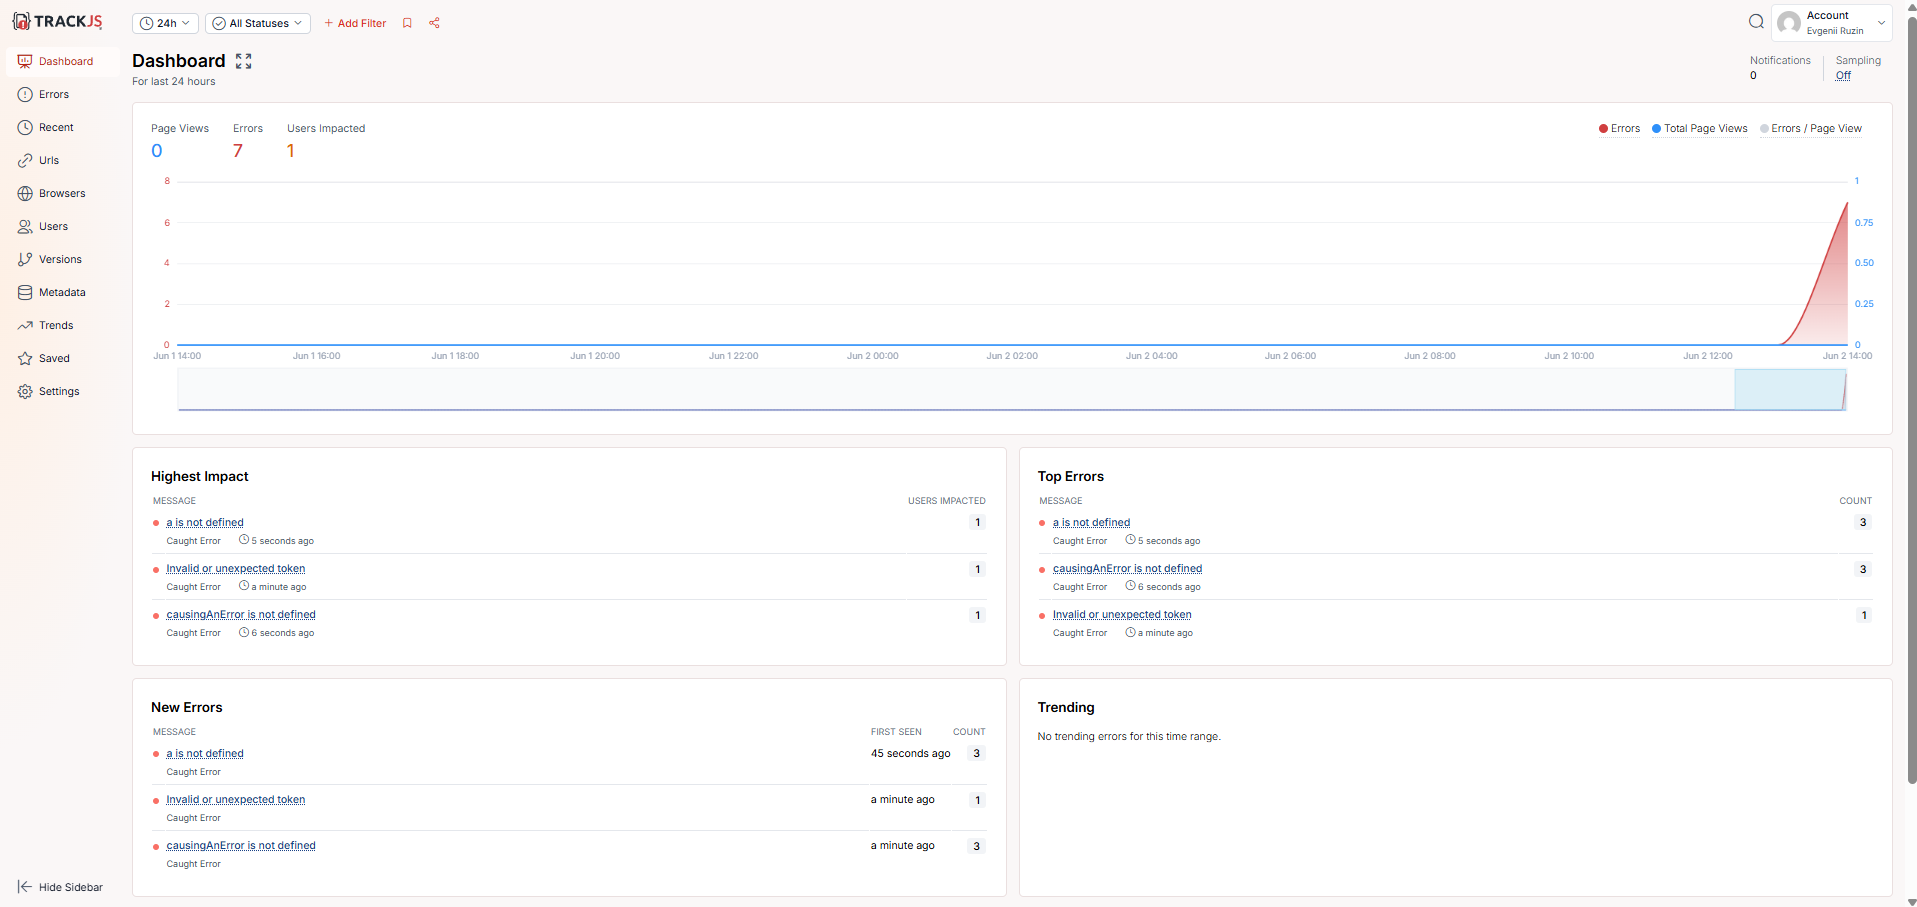 TRACKJS
24h
All Statuses
+ Add Filter
Account
Evgenii Ruzin
Dashboard
Errors
Recent
Urls
Browsers
Users
Versions
Metadata
Trends
Saved
Settings
Hide Sidebar
Dashboard
For last 24 hours
Notifications
0
Sampling
Off
Page Views
0
Errors
7
Users Impacted
1
Errors
Total Page Views
Errors / Page View
8
6
4
2
0
1
0.75
0.50
0.25
0
Jun 1 14:00
Jun 1 16:00
Jun 1 18:00
Jun 1 20:00
Jun 1 22:00
Jun 2 00:00
Jun 2 02:00
Jun 2 04:00
Jun 2 06:00
Jun 2 08:00
Jun 2 10:00
Jun 2 12:00
Jun 2 14:00
Highest Impact
MESSAGE USERS IMPACTED
a is not defined 1
Caught Error 5 seconds ago
Invalid or unexpected token 1
Caught Error a minute ago
causingAnError is not defined 1
Caught Error 6 seconds ago
Top Errors
MESSAGE COUNT
a is not defined 3
Caught Error 5 seconds ago
causingAnError is not defined 3
Caught Error 6 seconds ago
Invalid or unexpected token 1
Caught Error a minute ago
New Errors
MESSAGE FIRST SEEN COUNT
a is not defined 45 seconds ago 3
Caught Error
Invalid or unexpected token a minute ago 1
Caught Error
causingAnError is not defined a minute ago 3
Caught Error
Trending
No trending errors for this time range.